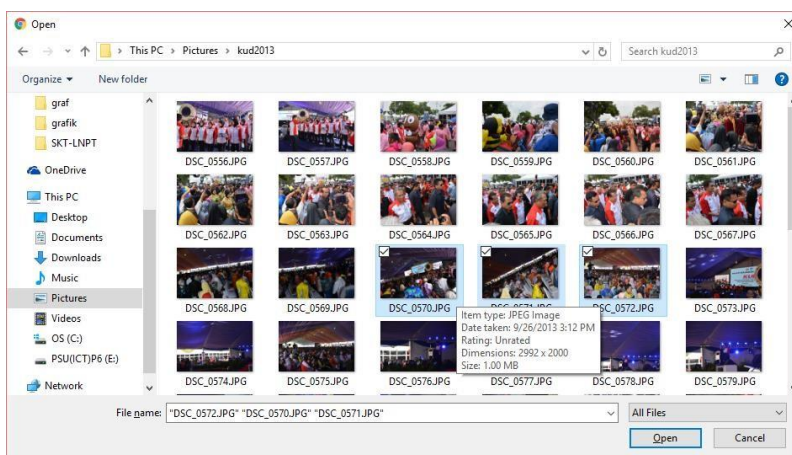 Open
This PC > Pictures > kud2013
Search kud2013
Organize New folder
graf
grafik
SKT-LNPT
OneDrive
This PC
Desktop
Documents
Downloads
Music
Pictures
Videos
OS (C:)
PSU(ICT)P6 (E:)
Network
DSC_0556.JPG DSC_0557.JPG DSC_0558.JPG DSC_0559.JPG DSC_0560.JPG DSC_0561.JPG
DSC_0562.JPG DSC_0563.JPG DSC_0564.JPG DSC_0565.JPG DSC_0566.JPG DSC_0567.JPG
DSC_0568.JPG DSC_0569.JPG DSC_0570.JPG DSC_0571.JPG DSC_0572.JPG DSC_0573.JPG
Item type: JPEG Image
Date taken: 9/26/2013 3:12 PM
Rating: Unrated
Dimensions: 2992 x 2000
Size: 1.00 MB
DSC_0574.JPG DSC_0575.JPG DSC_0576.JPG DSC_0577.JPG DSC_0578.JPG DSC_0579.JPG
File name: "DSC_0572.JPG" "DSC_0570.JPG" "DSC_0571.JPG"
All Files
Open Cancel